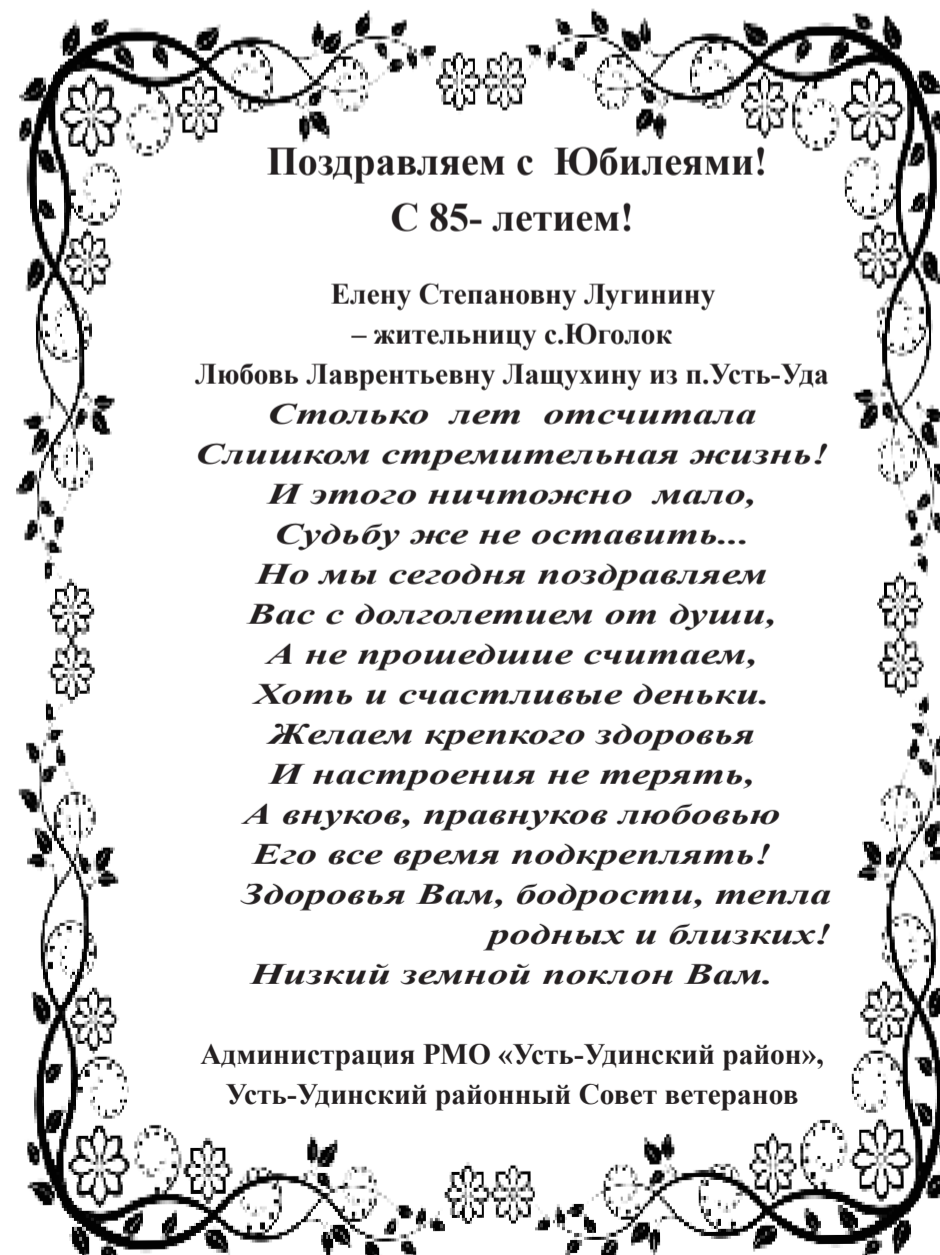 Поздравляем с Юбилеями!
С 85- летием!
Елену Степановну Лугинину
– жительницу с.Юголок
Любовь Лаврентьевну Лащухину из п.Усть-Уда
Столько лет отсчитала
Слишком стремительная жизнь!
И этого ничтожно мало,
Судьбу же не оставить...
Но мы сегодня поздравляем
Вас с долголетием от души,
А не прошедшие считаем,
Хоть и счастливые деньки.
Желаем крепкого здоровья
И настроения не терять,
А внуков, правнуков любовью
Его все время подкреплять!
Здоровья Вам, бодрости, тепла
родных и близких!
Низкий земной поклон Вам.
Администрация РМО «Усть-Удинский район»,
Усть-Удинский районный Совет ветеранов